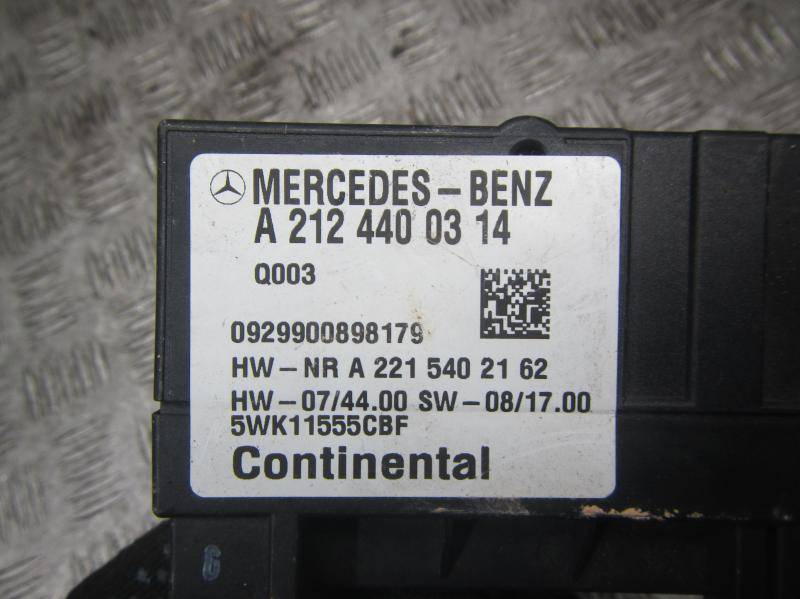 MERCEDES-BENZ
A 212 440 03 14
Q003
0929900898179
HW-NR A 221 540 21 62
HW-07/44.00 SW-08/17.00
5WK11555CBF
Continental